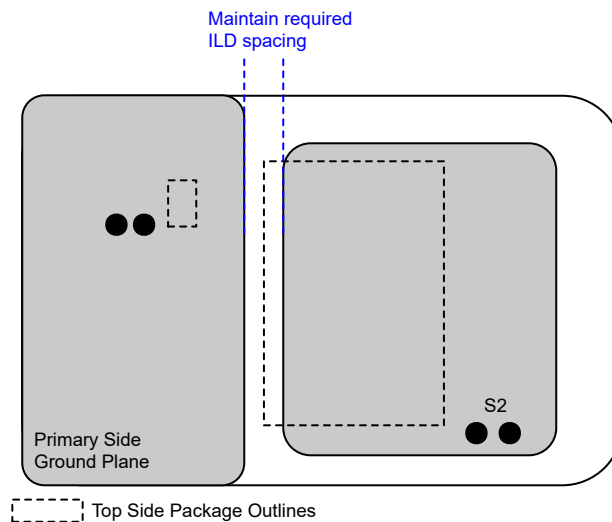 Maintain required
ILD spacing
S2
Primary Side
Ground Plane
Top Side Package Outlines